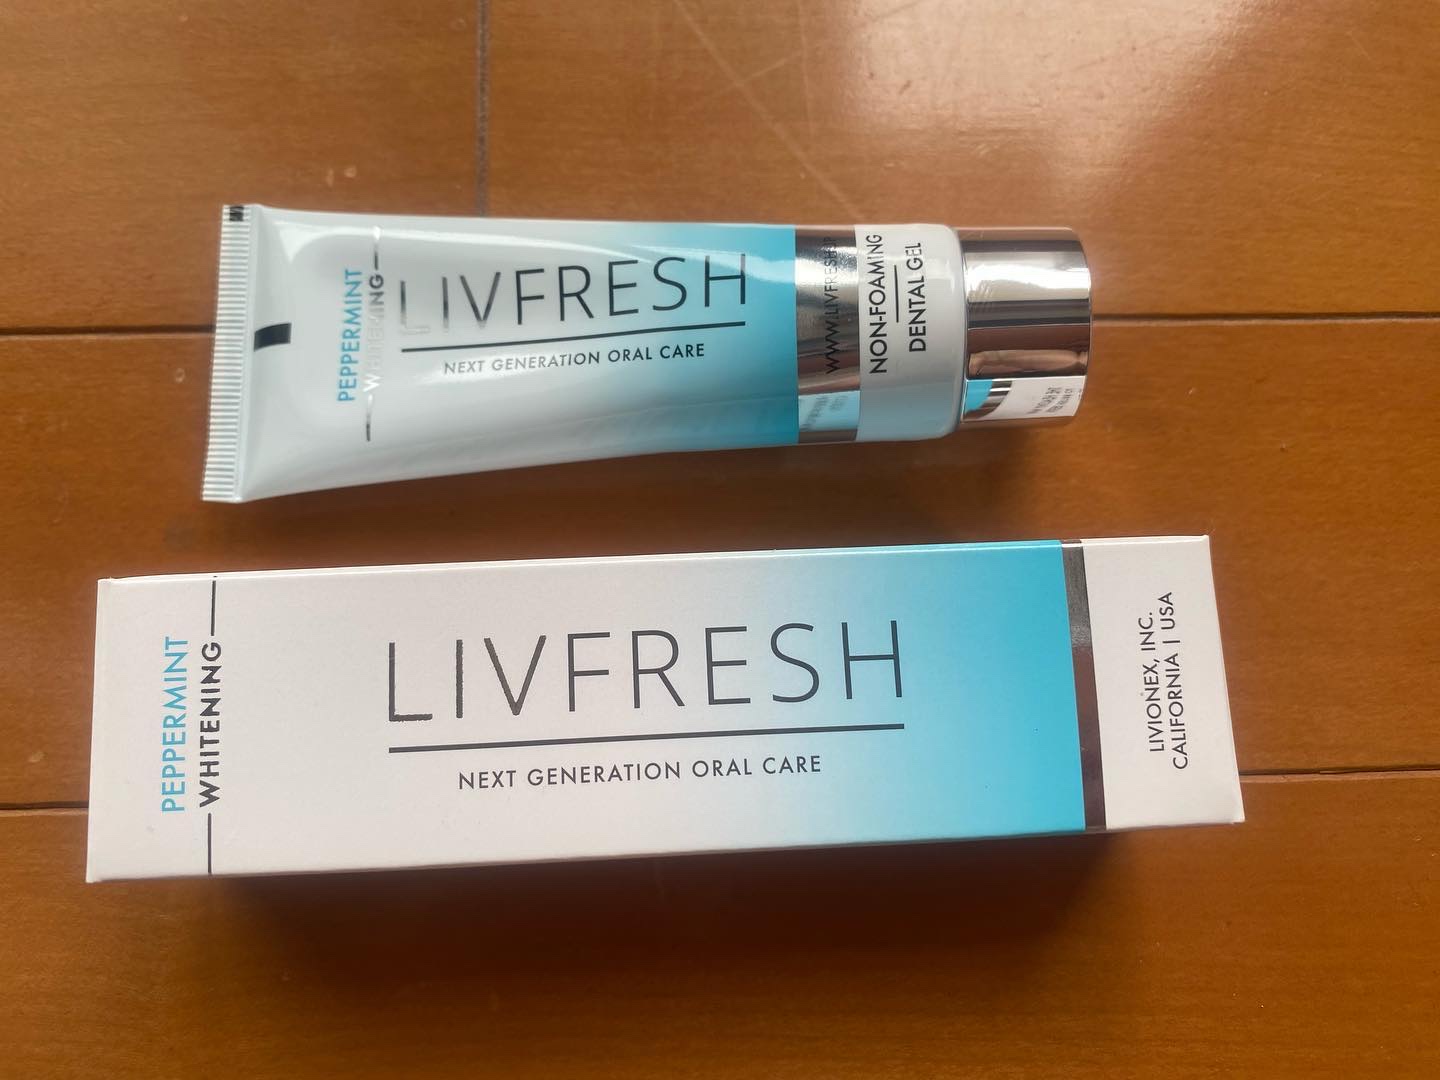 PEPPERMINT
WHITENING
LIVFRESH
NEXT GENERATION ORAL CARE
NON-FOAMING
DENTAL GEL
PEPPERMINT
WHITENING
LIVFRESH
NEXT GENERATION ORAL CARE
LIVIONEX, INC.
CALIFORNIA | USA